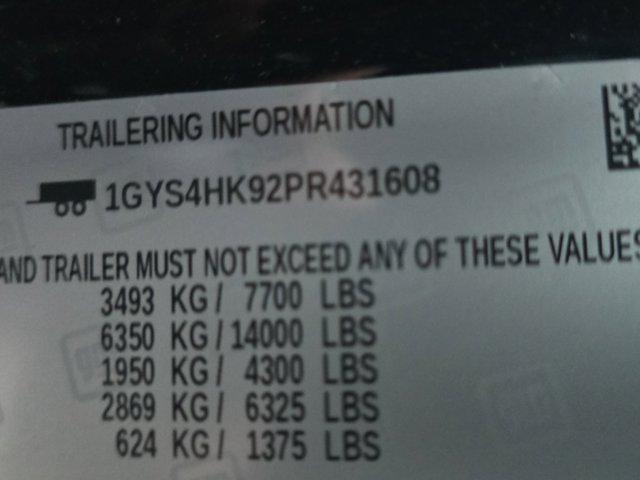 TRAILERING INFORMATION
1GYS4HK92PR431608
AND TRAILER MUST NOT EXCEED ANY OF THESE VALUES
3493 KG / 7700 LBS
6350 KG / 14000 LBS
1950 KG / 4300 LBS
2869 KG / 6325 LBS
624 KG / 1375 LBS